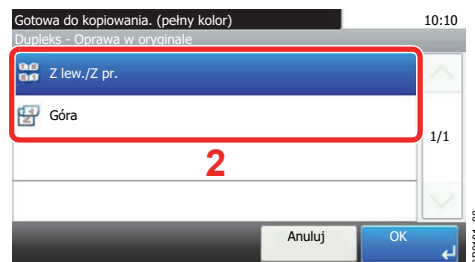 Gotowa do kopiowania. (pełny kolor) 10:10
Dupleks - Oprawa w oryginale
Z lew./Z pr.
Góra
1/1
2
Anuluj OK